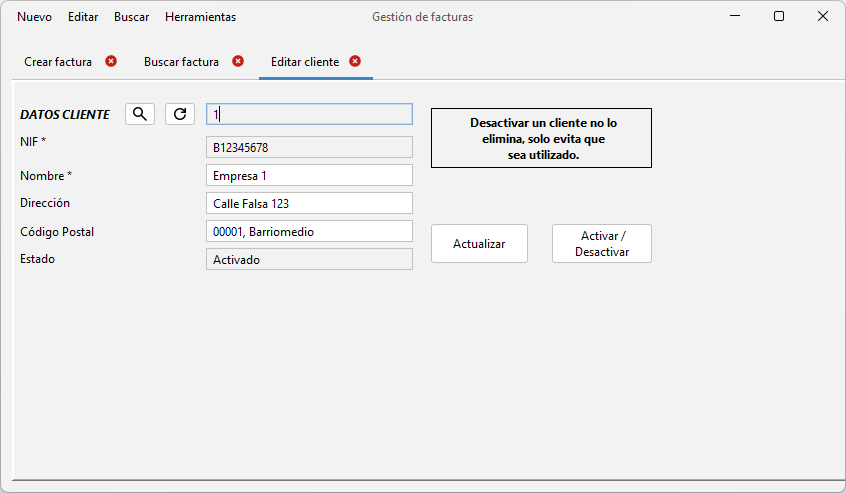 Nuevo Editar Buscar Herramientas Gestión de facturas
Crear factura Buscar factura Editar cliente
DATOS CLIENTE 1
NIF * B12345678
Nombre * Empresa 1
Dirección Calle Falsa 123
Código Postal 00001, Barriomedio
Estado Activado
Desactivar un cliente no lo
elimina, solo evita que
sea utilizado.
Actualizar
Activar /
Desactivar